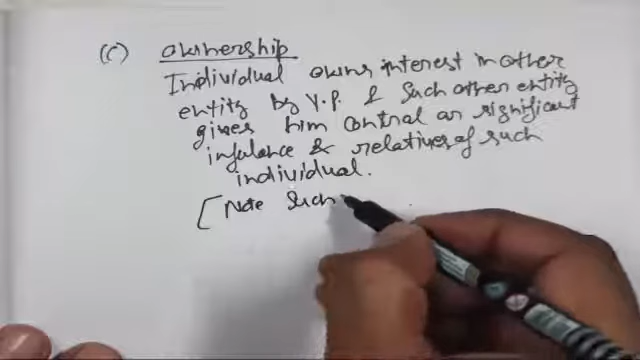 (C) ownership
Individual owns interest in other
entity by V.P. & such other entity
gives him control or significant
infulance & relatives of such
individual.
[Note Such